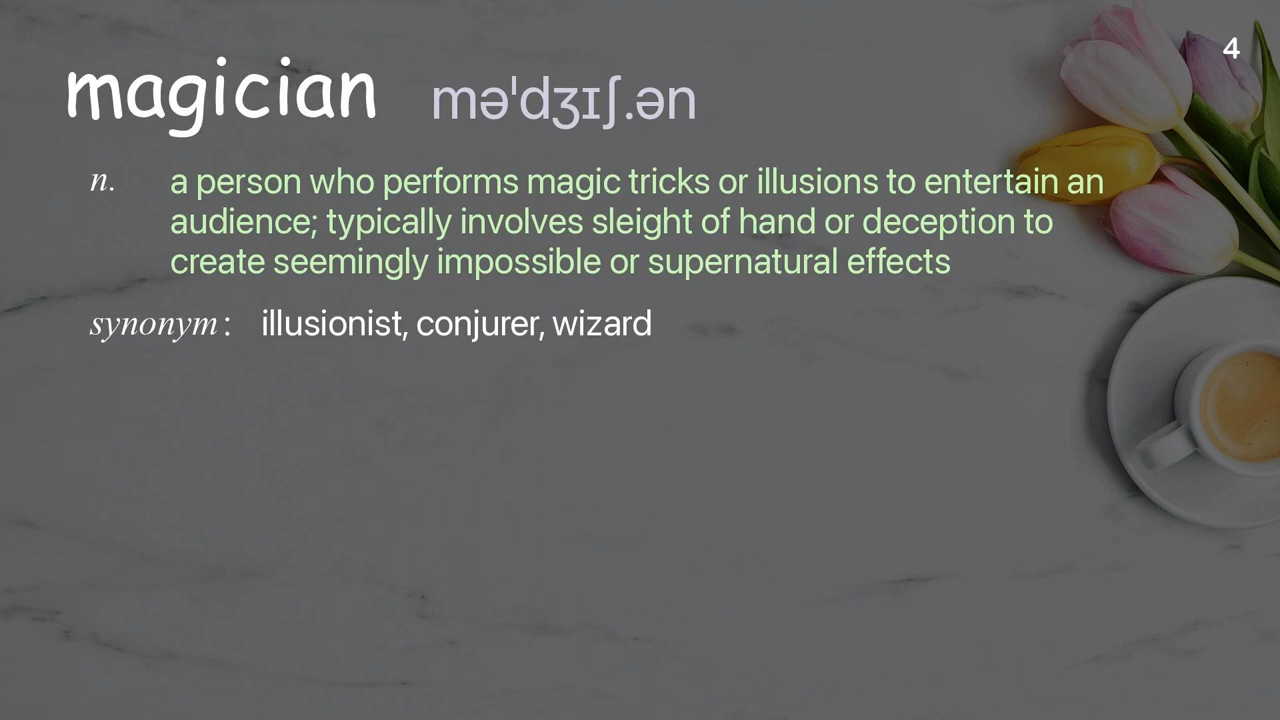 4
magician məˈdʒɪʃ.ən
n. a person who performs magic tricks or illusions to entertain an
audience; typically involves sleight of hand or deception to
create seemingly impossible or supernatural effects
synonym: illusionist, conjurer, wizard